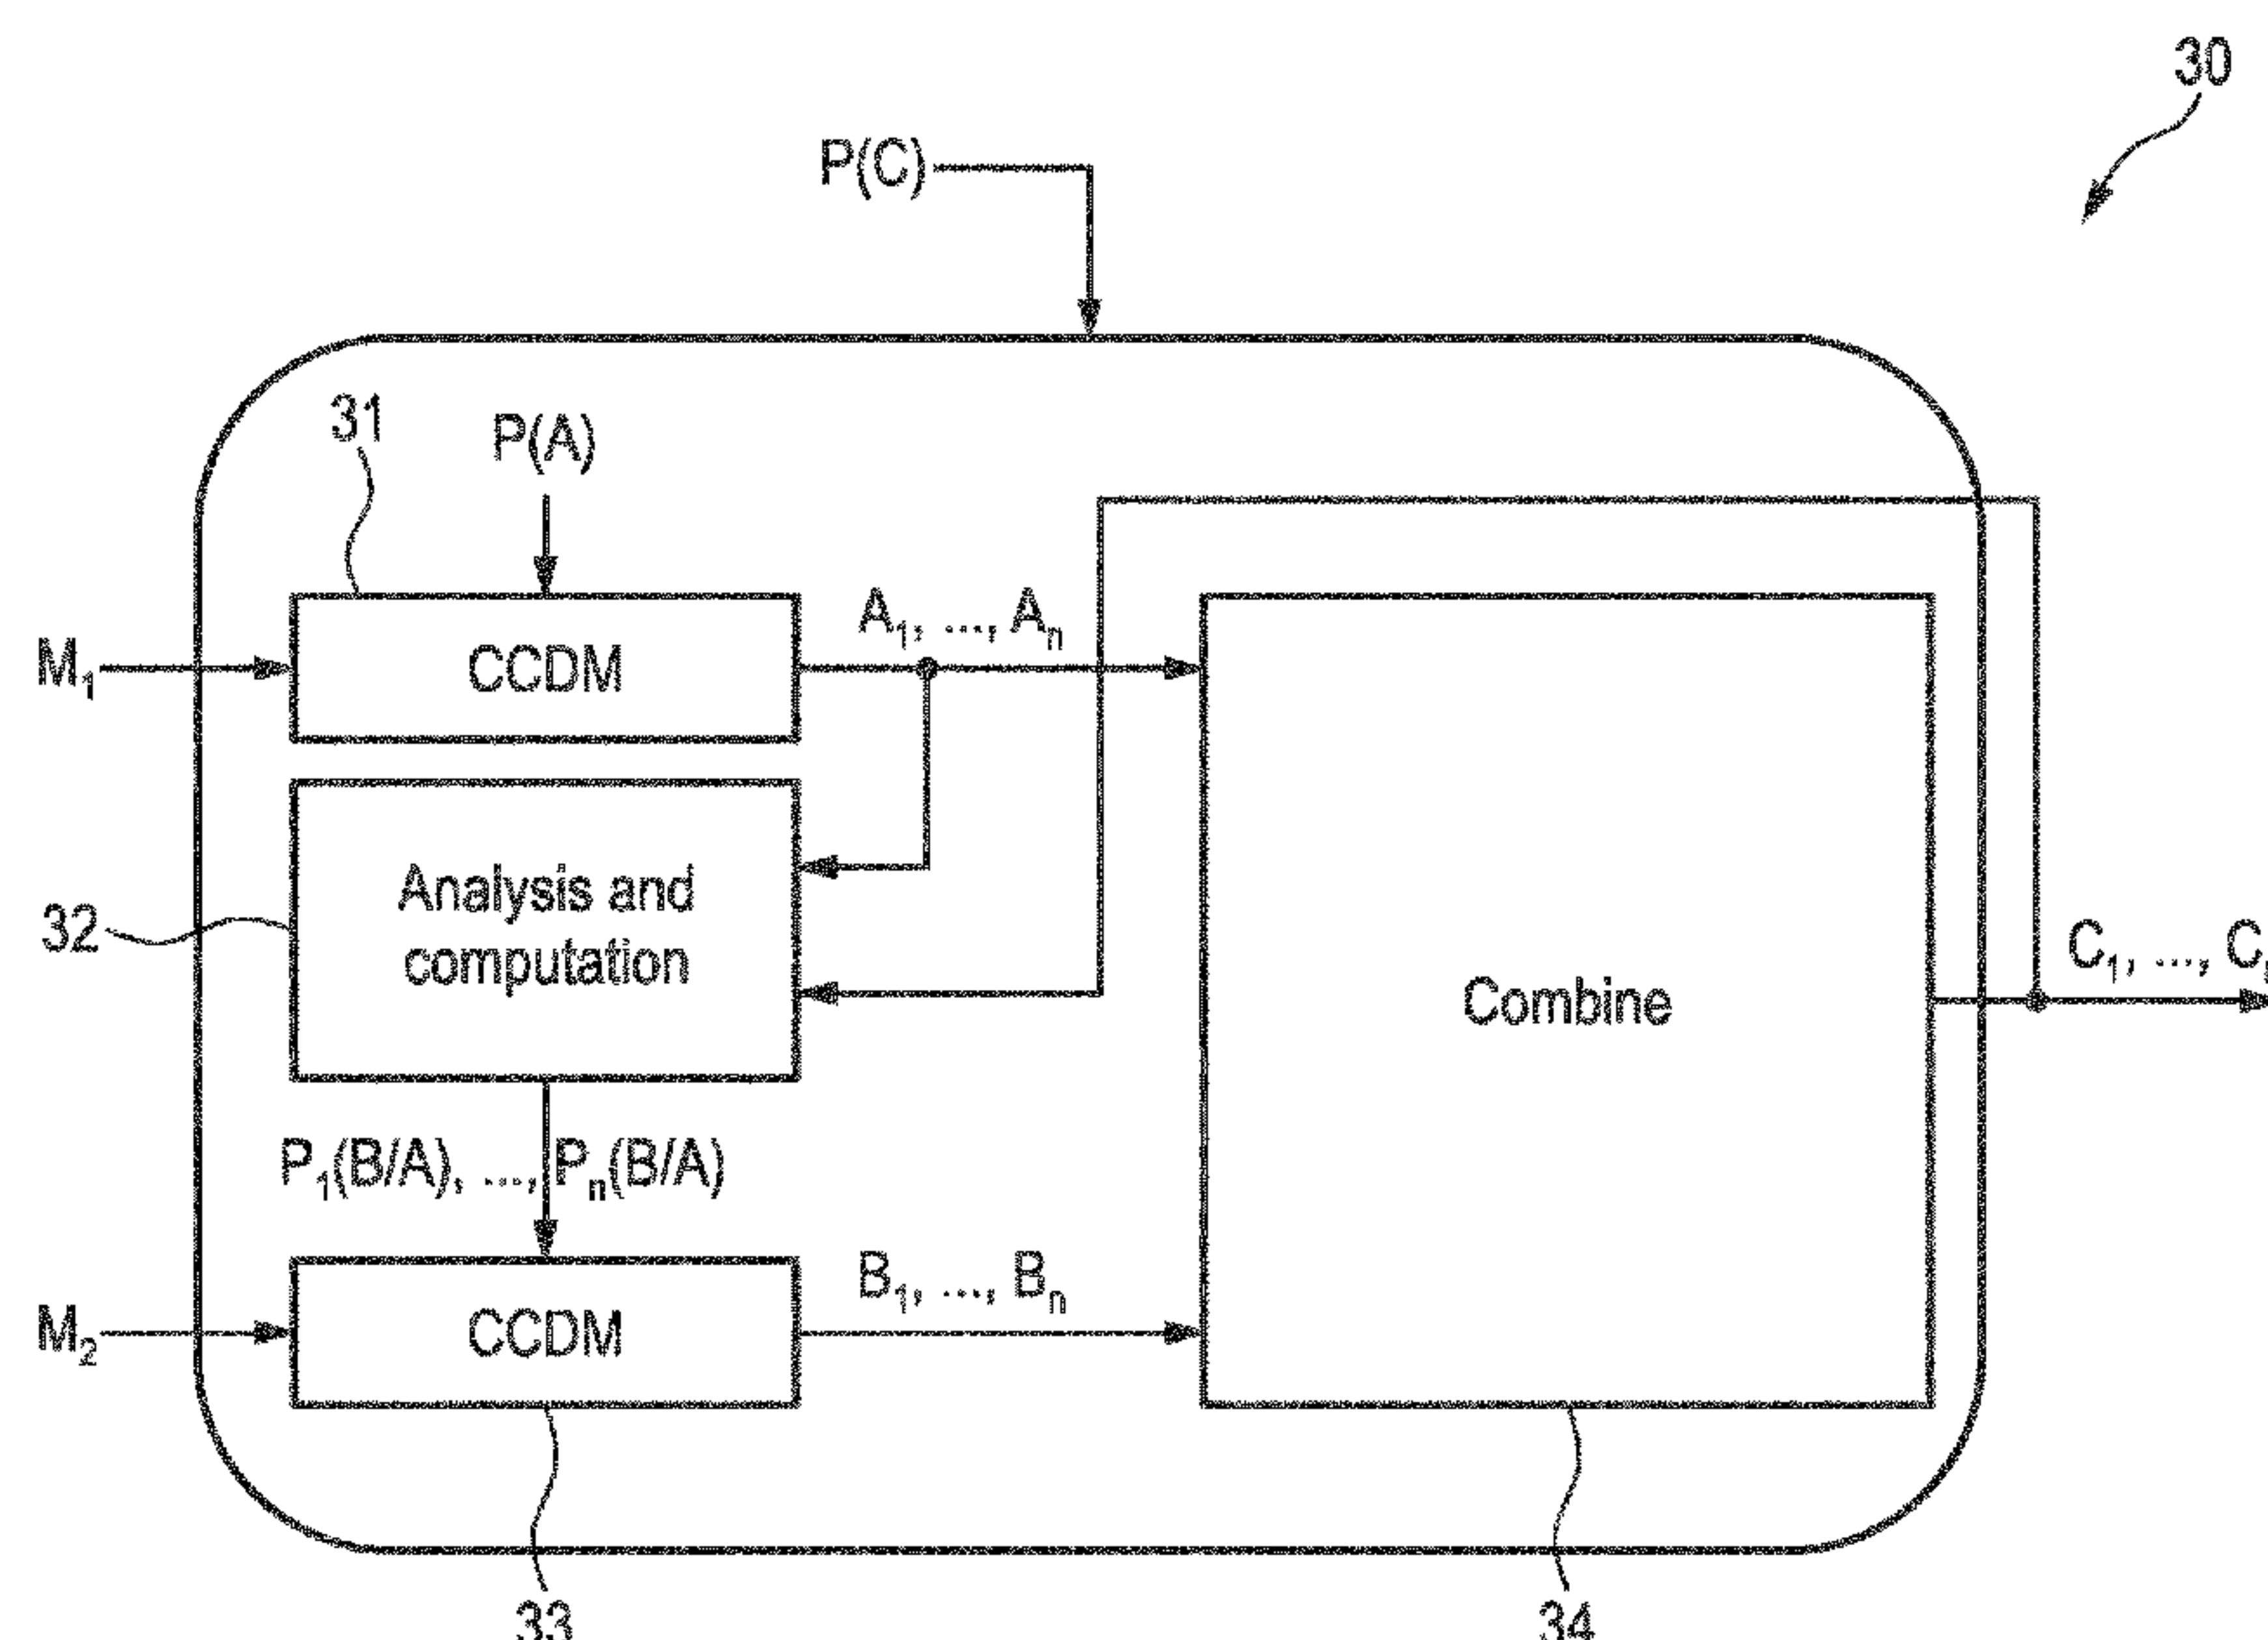 30
P(C)
31
P(A)
M₁
CCDM
A₁, ..., Aₙ
32
Analysis and
computation
Combine
C₁, ..., C
P₁(B/A), ..., Pₙ(B/A)
M₂
CCDM
B₁, ..., Bₙ
33
34